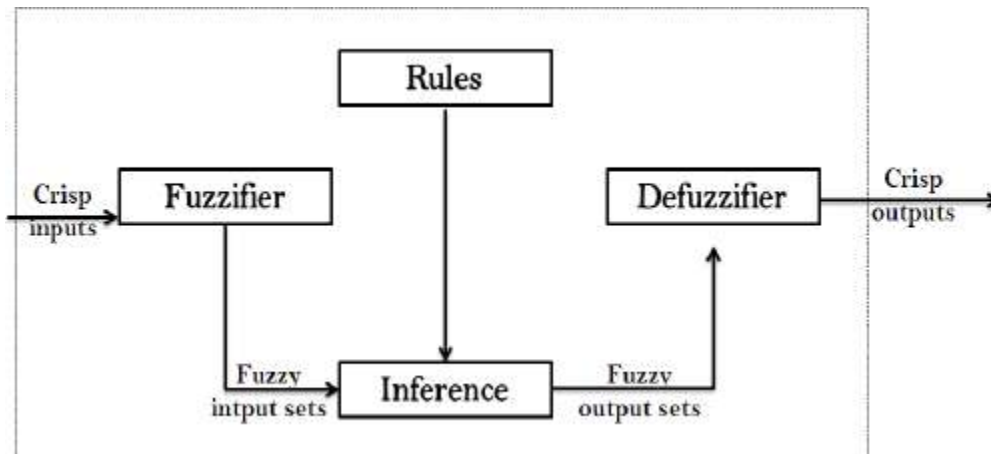 Rules
Crisp
inputs
Fuzzifier
Defuzzifier
Crisp
outputs
Fuzzy
intput sets
Inference
Fuzzy
output sets